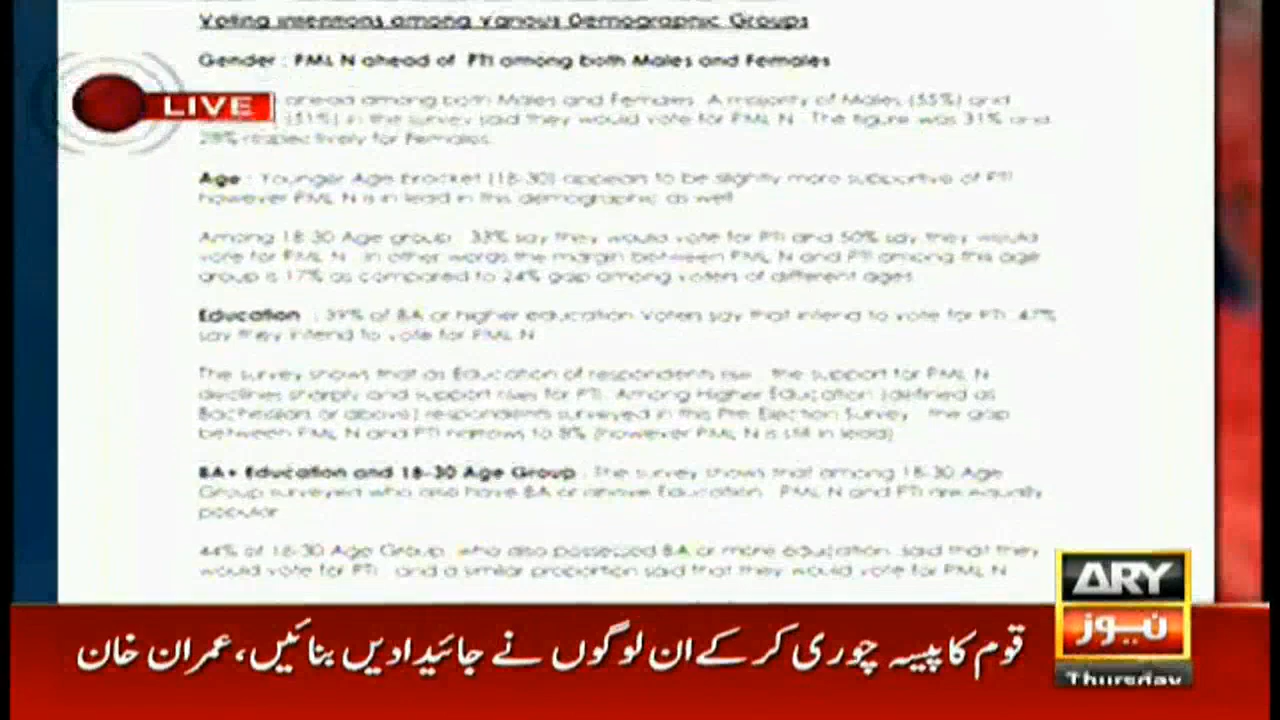 Voting Intentions among Various Demographic Groups
Gender : PML N ahead of PTI among both Males and Females
LIVE
ahead among both Males and Females. A majority of Males (55%) and
(51%) in the survey said they would vote for PML N. The figure was 31% and
28% respectively for Females.
Age : Younger Age bracket (18-30) appears to be slightly more supportive of PTI
however PML N is in lead in this demographic as well
Among 18-30 Age group, 33% say they would vote for PTI and 50% say they would
vote for PML N. In other words the margin between PML N and PTI among this age
group is 17% as compared to 24% gap among voters of different ages.
Education : 39% of BA or higher education Voters say that intend to vote for PTI. 47%
say they intend to vote for PML N
The survey shows that as Education of respondents rise, the support for PML N
declines sharply and support rises for PTI. Among Higher Education (defined as
or above) respondents surveyed in this Pre Election Survey, the gap
between PML N and PTI narrows to 8% (however PML N is still in lead)
BA+ Education and 18-30 Age Group : The survey shows that among 18-30 Age
Group surveyed who also have BA or above Education, PML N and PTI are equally
popular
44% of 18-30 Age Group, who also possessed BA or more education, said that they
would vote for PTI, and a similar proportion said that they would vote for PML N
ARY
نیوز
قوم کا پیسہ چوری کر کے ان لوگوں نے جائیدادیں بنائیں، عمران خان
Thursday